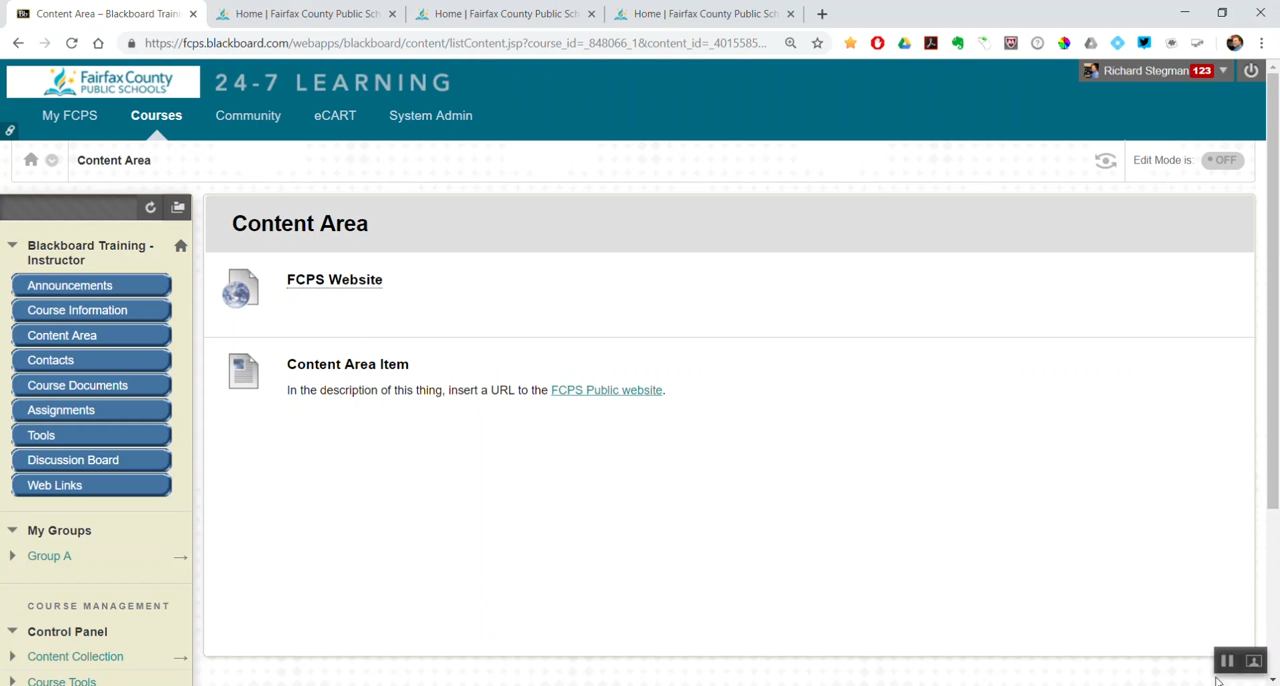 Content Area – Blackboard Traini
Home | Fairfax County Public Sch
Home | Fairfax County Public Sch
Home | Fairfax County Public Sch
https://fcps.blackboard.com/webapps/blackboard/content/listContent.jsp?course_id=_848066_1&content_id=_4015585...
Fairfax County
PUBLIC SCHOOLS
24-7 LEARNING
Richard Stegman 123
My FCPS
Courses
Community
eCART
System Admin
Content Area
Edit Mode is: OFF
Blackboard Training -
Instructor
Announcements
Course Information
Content Area
Contacts
Course Documents
Assignments
Tools
Discussion Board
Web Links
My Groups
Group A
COURSE MANAGEMENT
Control Panel
Content Collection
Course Tools
Content Area
FCPS Website
Content Area Item
In the description of this thing, insert a URL to the FCPS Public website.